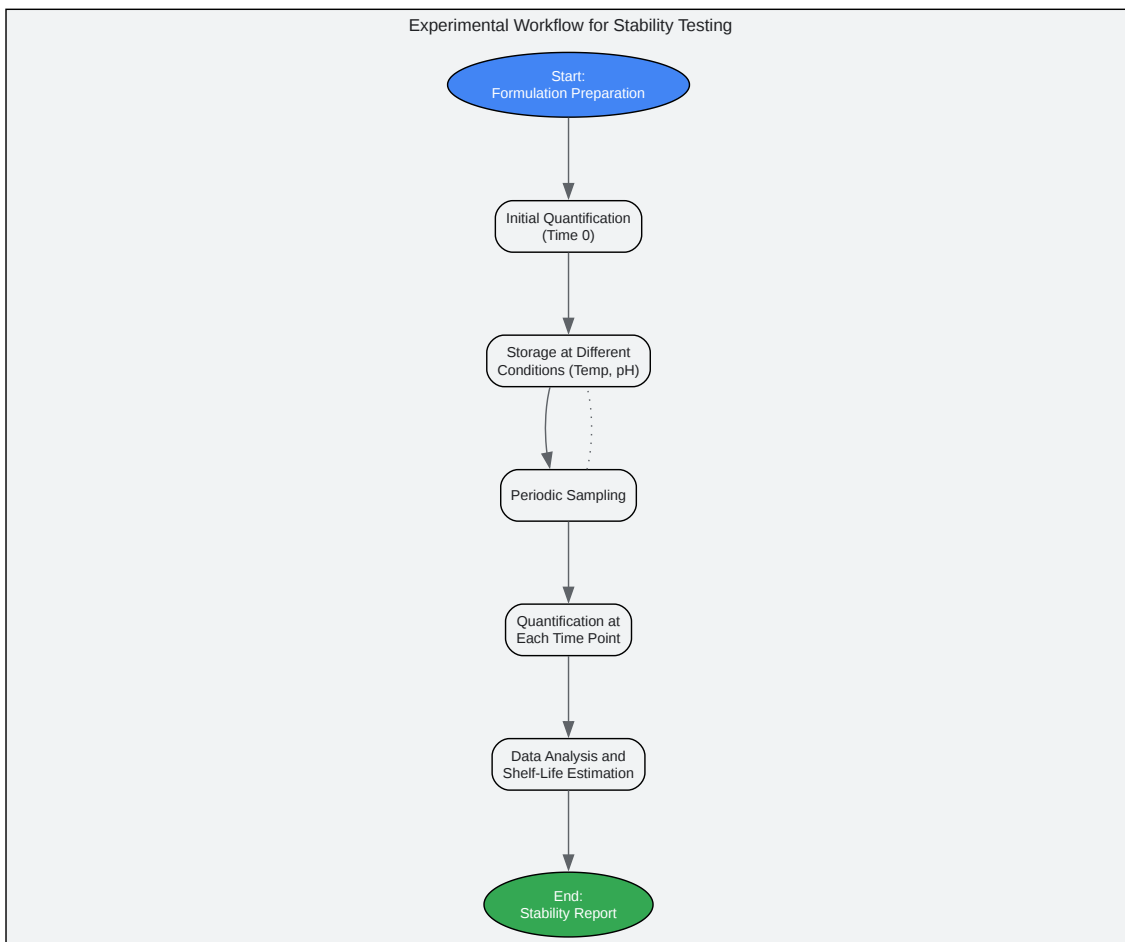 Experimental Workflow for Stability Testing
Start:
Formulation Preparation
Initial Quantification
(Time 0)
Storage at Different
Conditions (Temp, pH)
Periodic Sampling
Quantification at
Each Time Point
Data Analysis and
Shelf-Life Estimation
End:
Stability Report